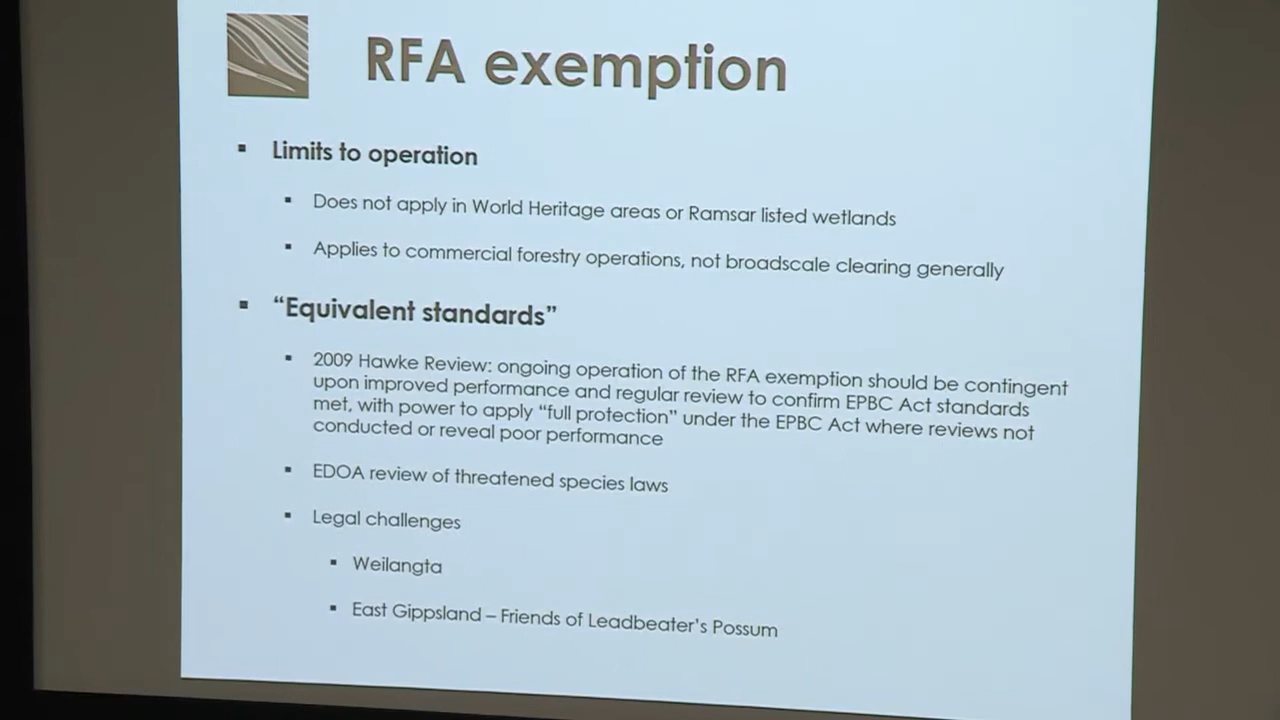 RFA exemption
Limits to operation
Does not apply in World Heritage areas or Ramsar listed wetlands
Applies to commercial forestry operations, not broadscale clearing generally
“Equivalent standards”
2009 Hawke Review: ongoing operation of the RFA exemption should be contingent
upon improved performance and regular review to confirm EPBC Act standards
met, with power to apply “full protection” under the EPBC Act where reviews not
conducted or reveal poor performance
EDOA review of threatened species laws
Legal challenges
Weilangta
East Gippsland – Friends of Leadbeater’s Possum